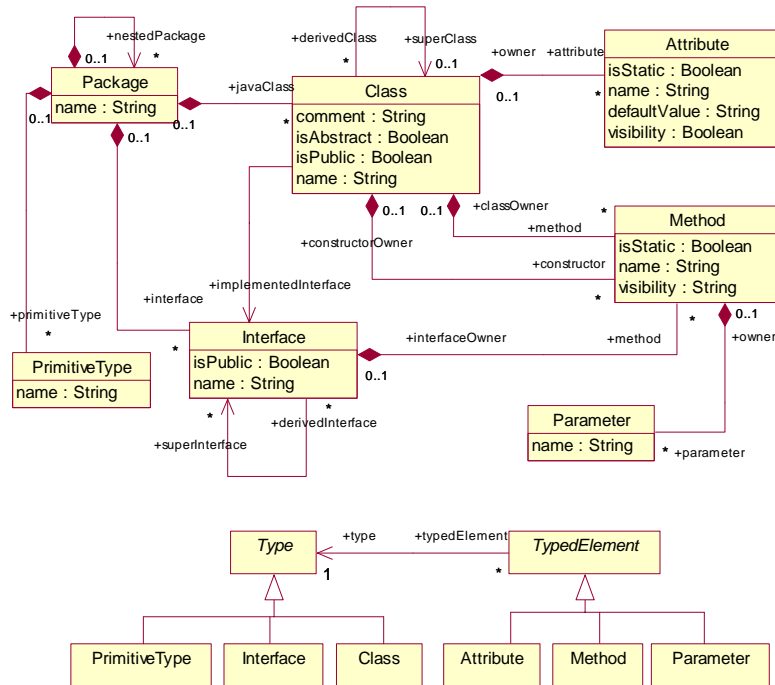 +nestedPackage
0..1
*
Package
name : String
0..1
0..1
0..1
+javaClass
*
+derivedClass
*
+superClass
0..1
Class
comment : String
isAbstract : Boolean
isPublic : Boolean
name : String
+owner
0..1
+attribute
*
Attribute
isStatic : Boolean
name : String
defaultValue : String
visibility : Boolean
0..1
0..1
+classOwner
*
+method
+constructorOwner
+constructor
*
Method
isStatic : Boolean
name : String
visibility : String
+implementedInterface
+interface
*
+primitiveType
*
PrimitiveType
name : String
Interface
isPublic : Boolean
name : String
+interfaceOwner
0..1
+method
*
0..1
+owner
*
+superInterface
*
+derivedInterface
Parameter
name : String
*
+parameter
Type
+type
1
+typedElement
*
TypedElement
PrimitiveType
Interface
Class
Attribute
Method
Parameter